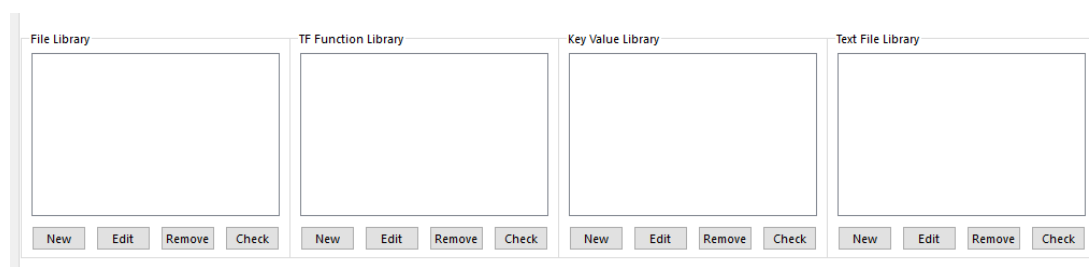 File Library
TF Function Library
Key Value Library
Text File Library
New Edit Remove Check
New Edit Remove Check
New Edit Remove Check
New Edit Remove Check